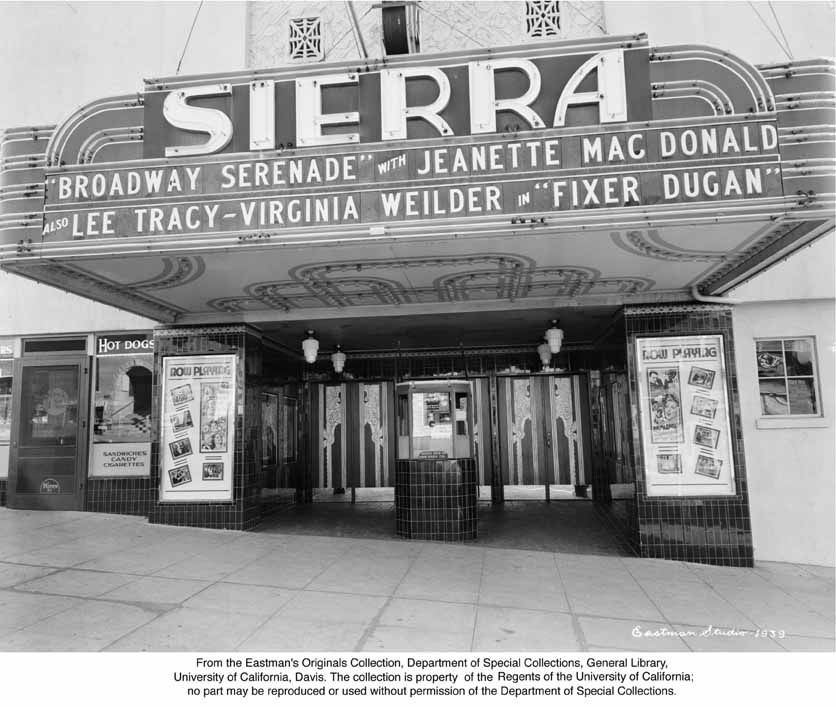 SIERRA
"BROADWAY SERENADE" WITH JEANETTE MAC DONALD
ALSO LEE TRACY-VIRGINIA WEILDER IN "FIXER DUGAN"
HOT DOGS
NOW PLAYING
NOW PLAYING
SANDWICHES
CANDY
CIGARETTES
Hires
Eastman Studio-1939
From the Eastman's Originals Collection, Department of Special Collections, General Library,
University of California, Davis. The collection is property of the Regents of the University of California;
no part may be reproduced or used without permission of the Department of Special Collections.